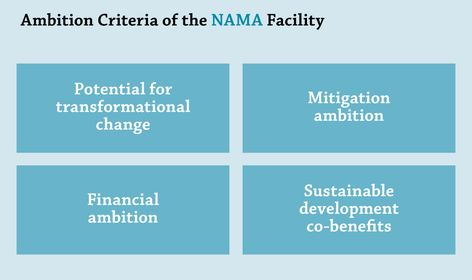 Ambition Criteria of the NAMA Facility
Potential for
transformational
change
Mitigation
ambition
Financial
ambition
Sustainable
development
co-benefits